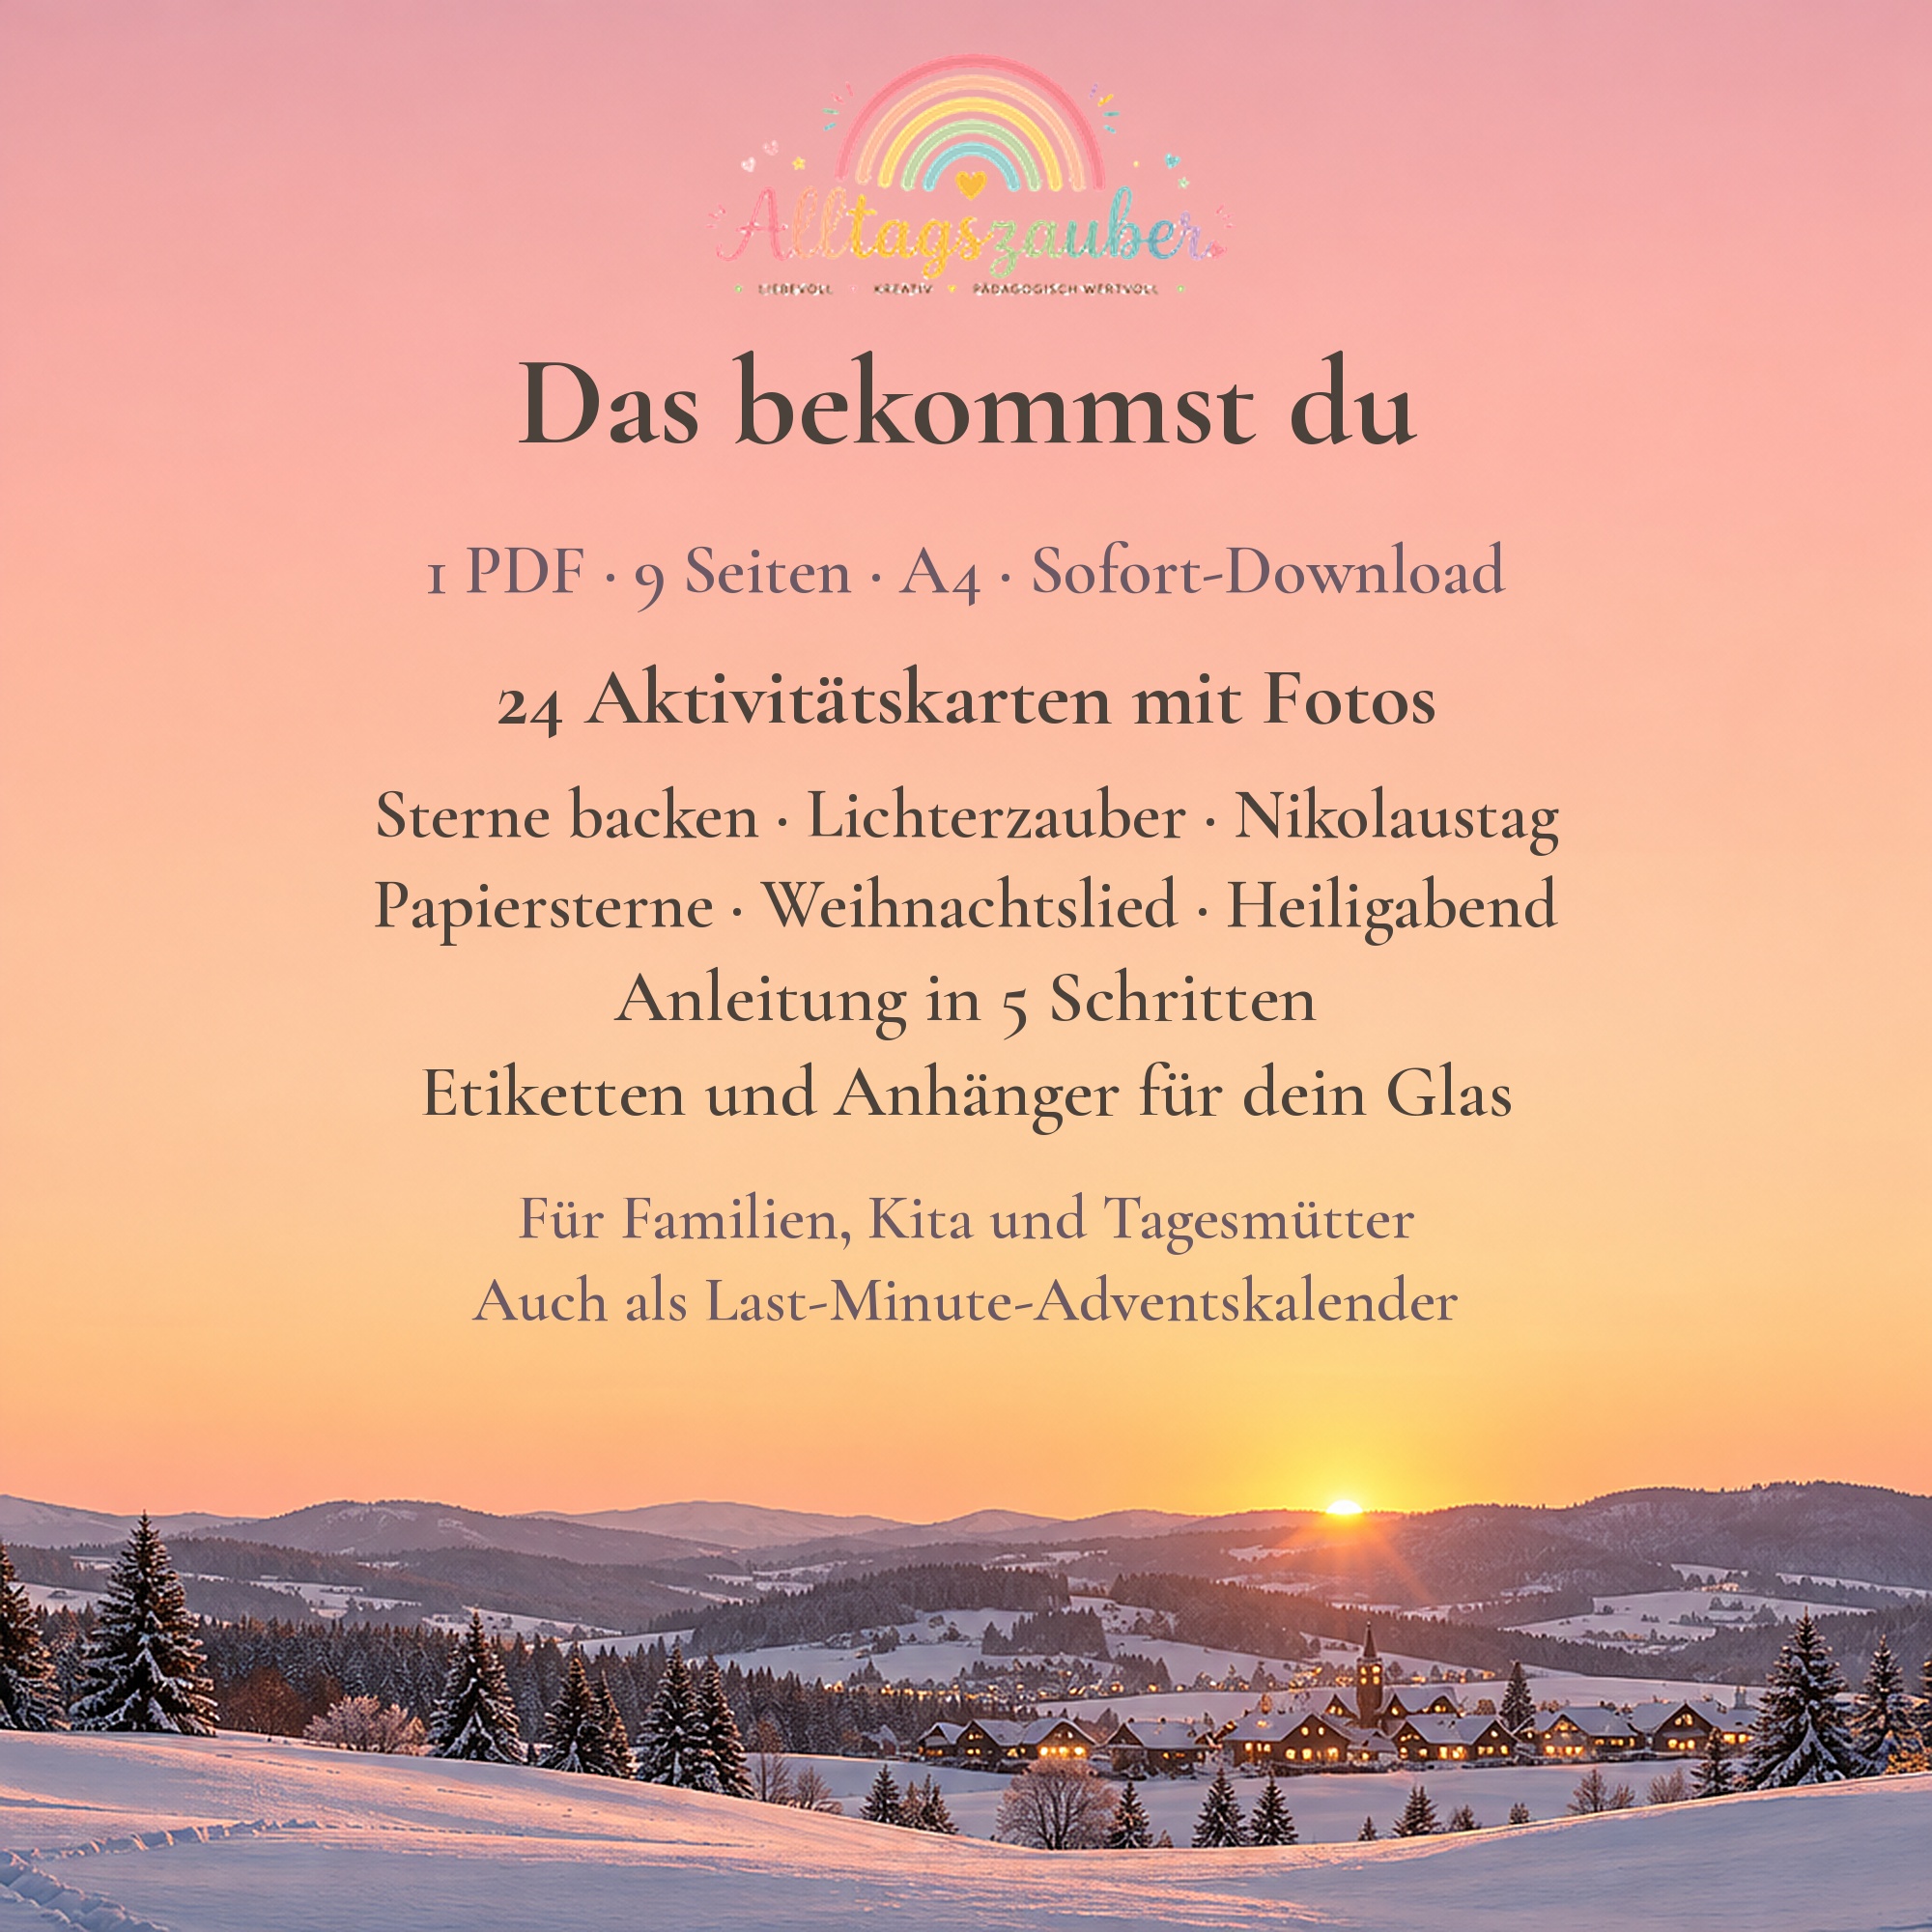 Alltagszauber
LIEBEVOLL · KREATIV · PÄDAGOGISCH WERTVOLL
Das bekommst du
1 PDF · 9 Seiten · A4 · Sofort-Download
24 Aktivitätskarten mit Fotos
Sterne backen · Lichterzauber · Nikolaustag
Papiersterne · Weihnachtslied · Heiligabend
Anleitung in 5 Schritten
Etiketten und Anhänger für dein Glas
Für Familien, Kita und Tagesmütter
Auch als Last-Minute-Adventskalender